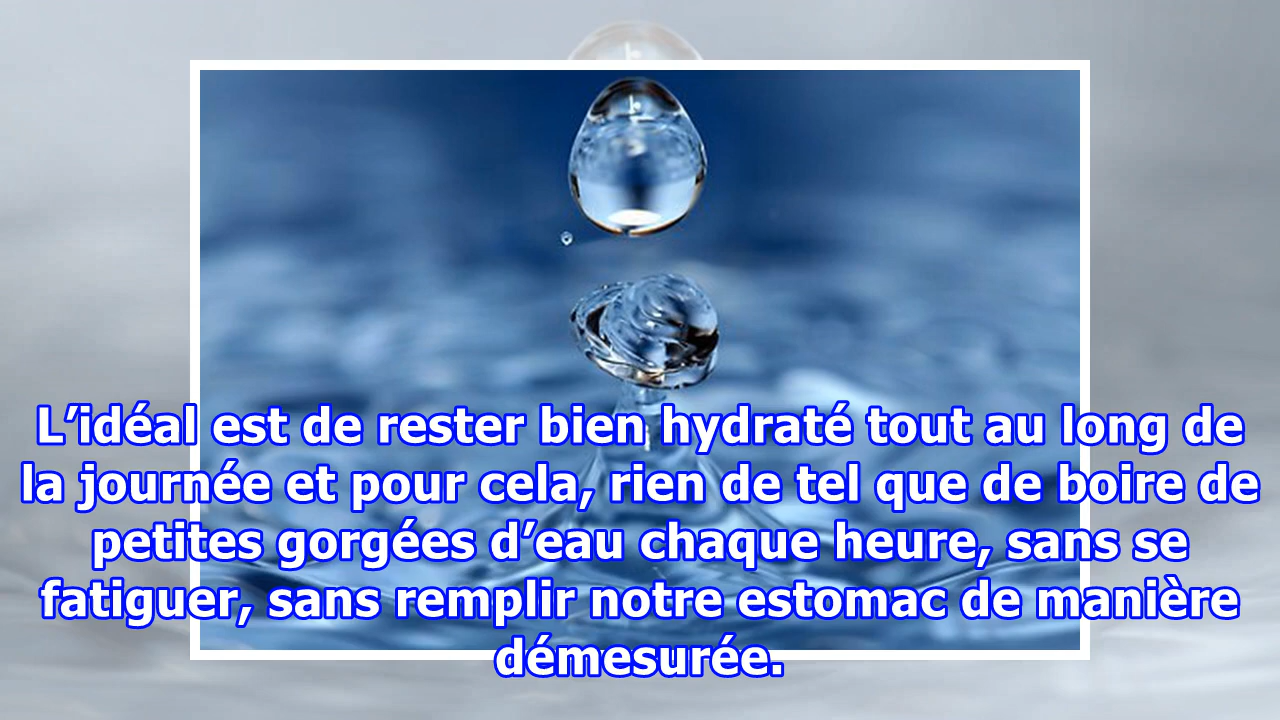 L’idéal est de rester bien hydraté tout au long de
la journée et pour cela, rien de tel que de boire de
petites gorgées d’eau chaque heure, sans se
fatiguer, sans remplir notre estomac de manière
démesurée.